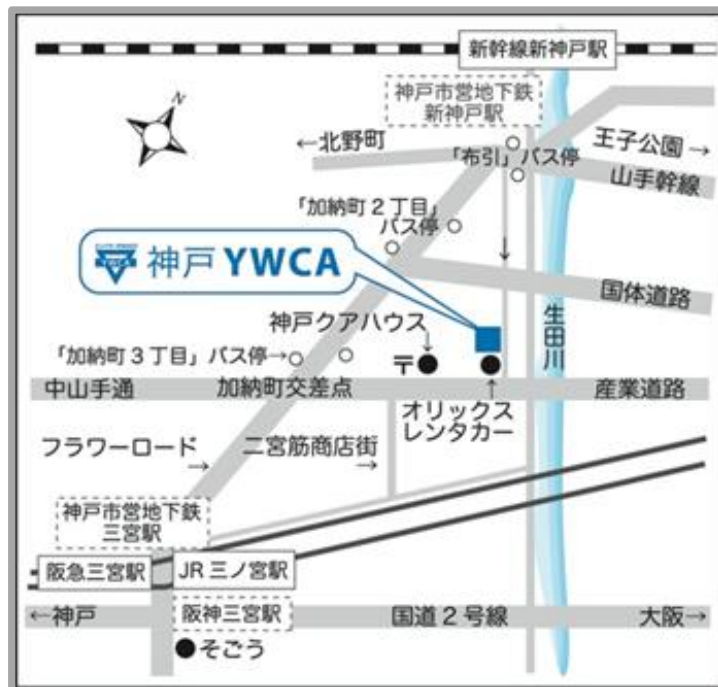 新幹線新神戸駅
神戸市営地下鉄
新神戸駅
N
←北野町
王子公園→
「布引」バス停
山手幹線
「加納町2丁目」
バス停
YWCA
神戸YWCA
国体道路
生田川
神戸クアハウス
「加納町3丁目」バス停→
〒
中山手通
加納町交差点
産業道路
オリックス
レンタカー
フラワーロード
二宮筋商店街
神戸市営地下鉄
三宮駅
阪急三宮駅
JR三ノ宮駅
←神戸
阪神三宮駅
国道2号線
大阪→
そごう